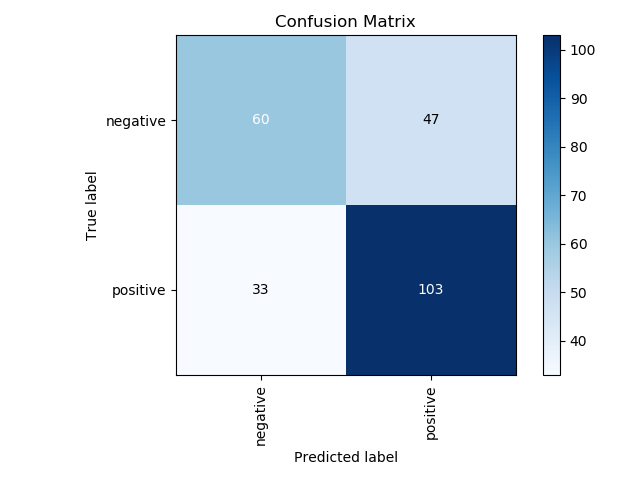 Confusion Matrix
True label
negative
positive
60
47
33
103
negative
positive
Predicted label
100
90
80
70
60
50
40